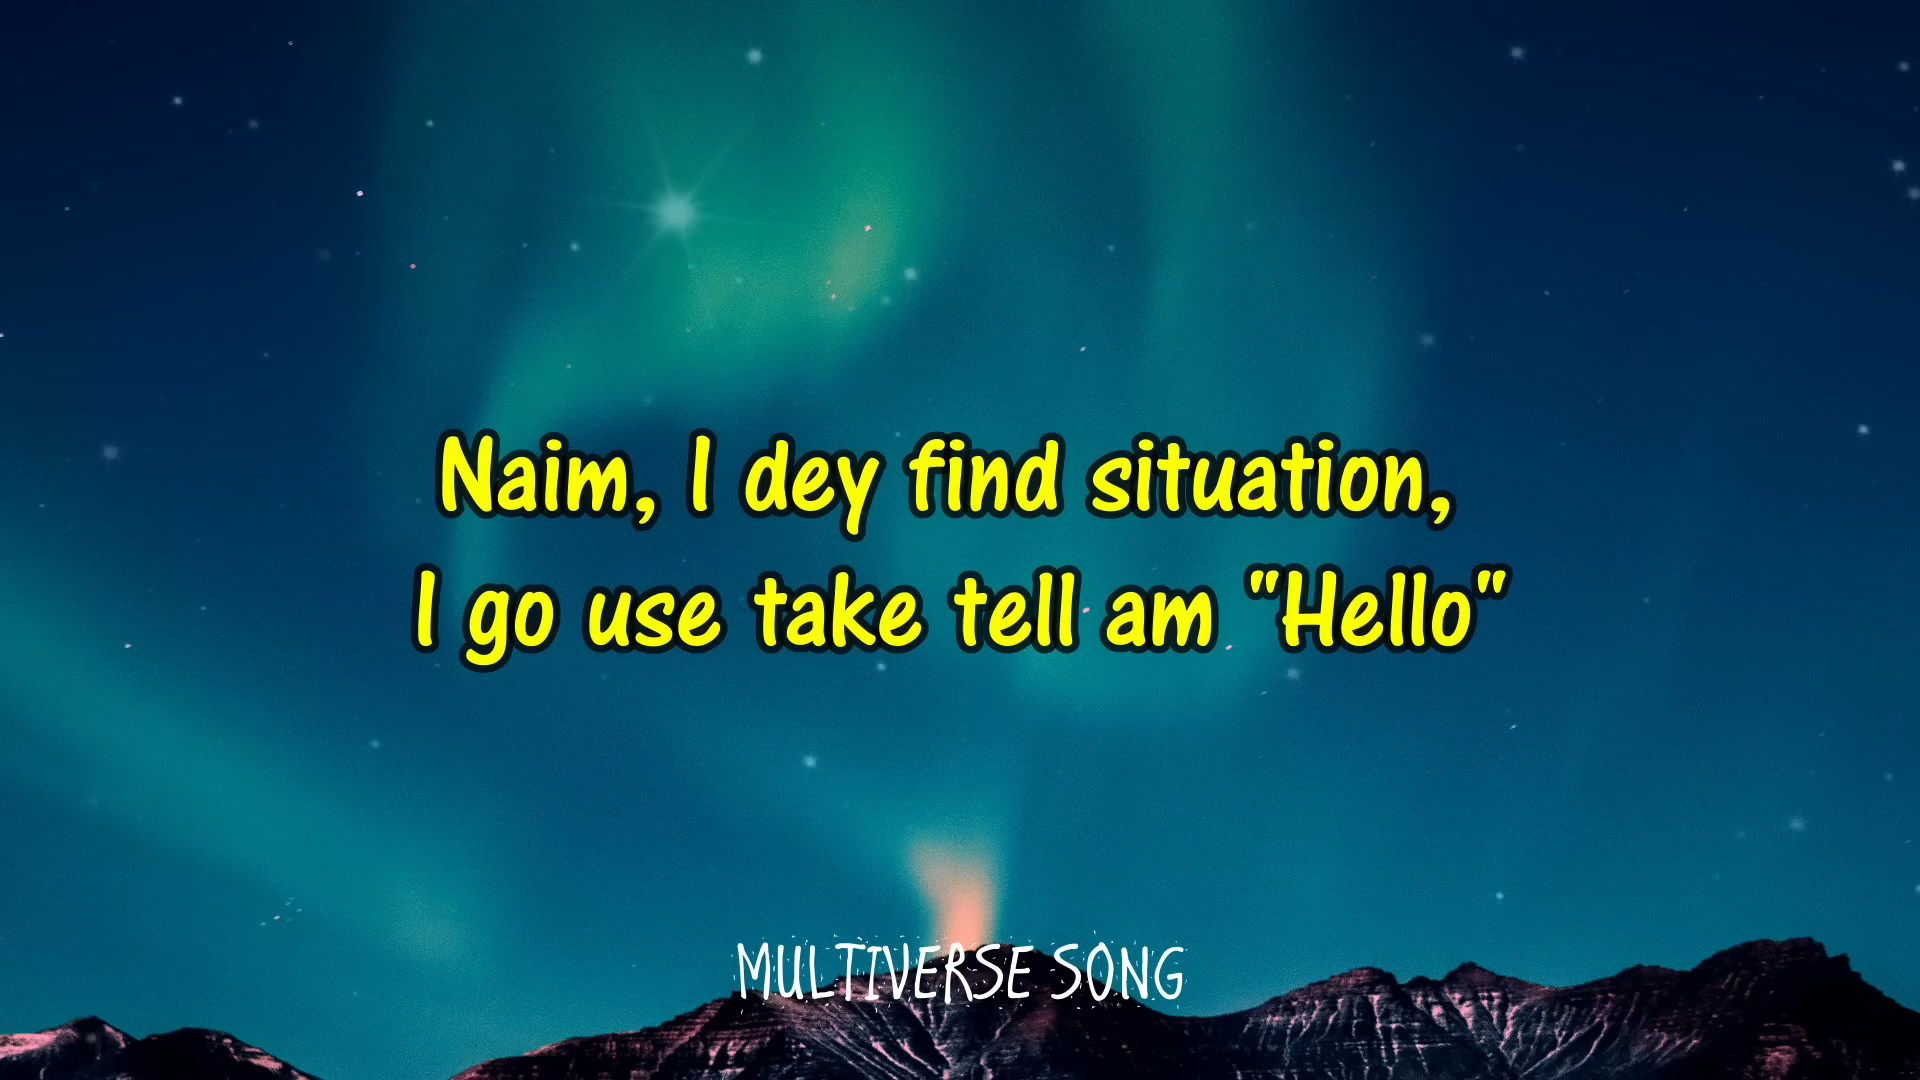 Naim, I dey find situation,
I go use take tell am "Hello"
MULTIVERSE SONG